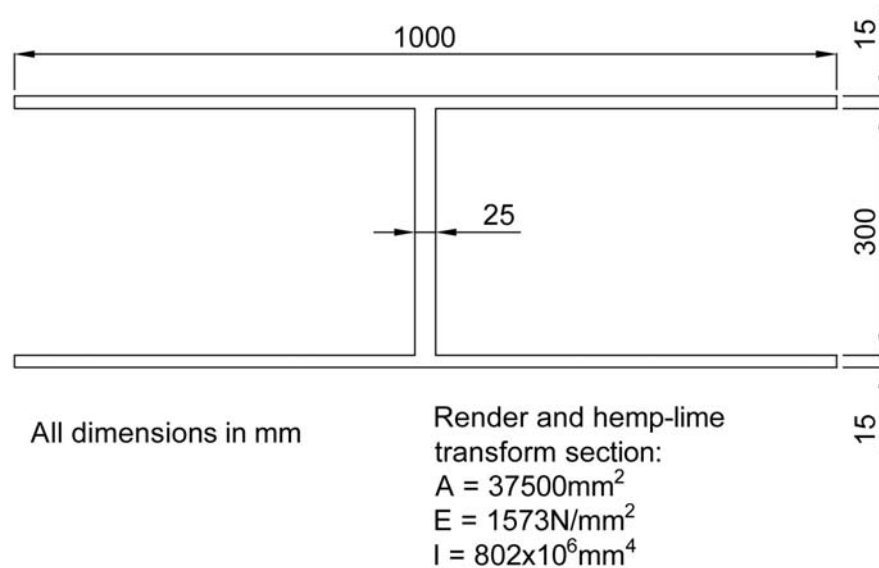 1000
15
25
300
15
All dimensions in mm
Render and hemp-lime
transform section:
A = 37500mm²
E = 1573N/mm²
I = 802x10⁶mm⁴